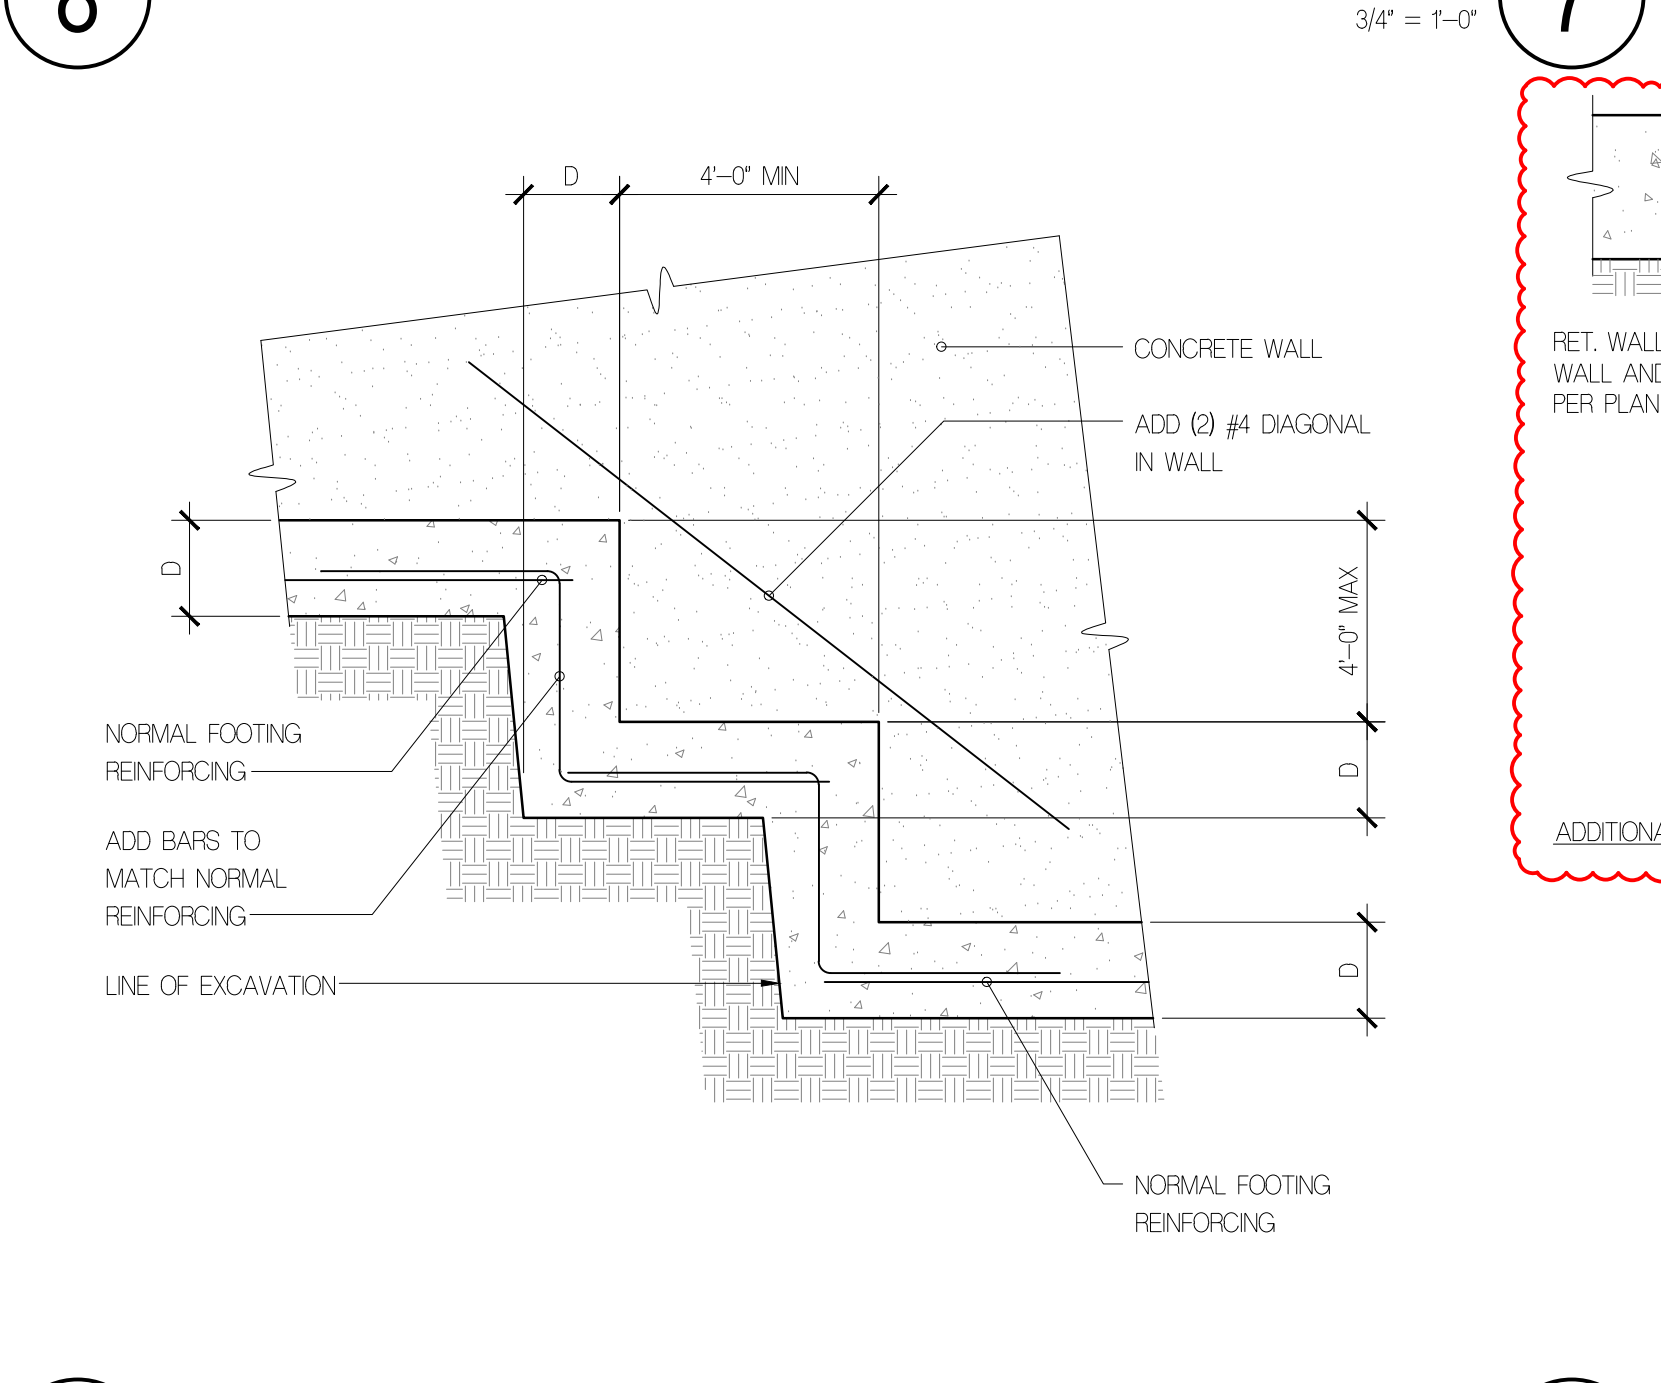 3/4" = 1'-0"
7
D
4'-0" MIN
CONCRETE WALL
ADD (2) #4 DIAGONAL
IN WALL
D
4'-0" MAX
D
D
NORMAL FOOTING
REINFORCING
ADD BARS TO
MATCH NORMAL
REINFORCING
LINE OF EXCAVATION
NORMAL FOOTING
REINFORCING
RET. WALL
WALL AND
PER PLAN